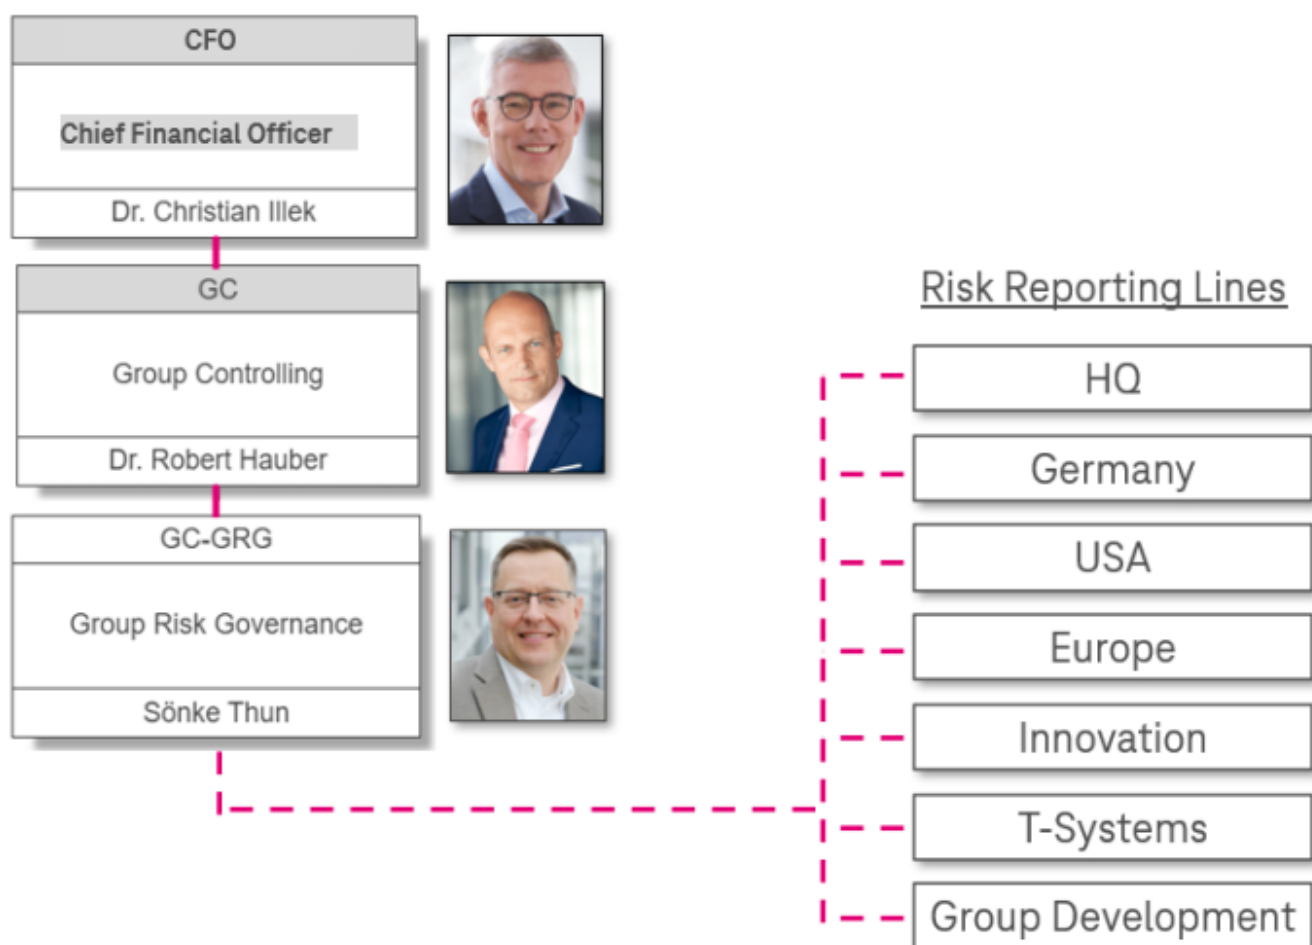 CFO
Chief Financial Officer
Dr. Christian Illek
GC
Group Controlling
Dr. Robert Hauber
GC-GRG
Group Risk Governance
Sönke Thun
Risk Reporting Lines
HQ
Germany
USA
Europe
Innovation
T-Systems
Group Development